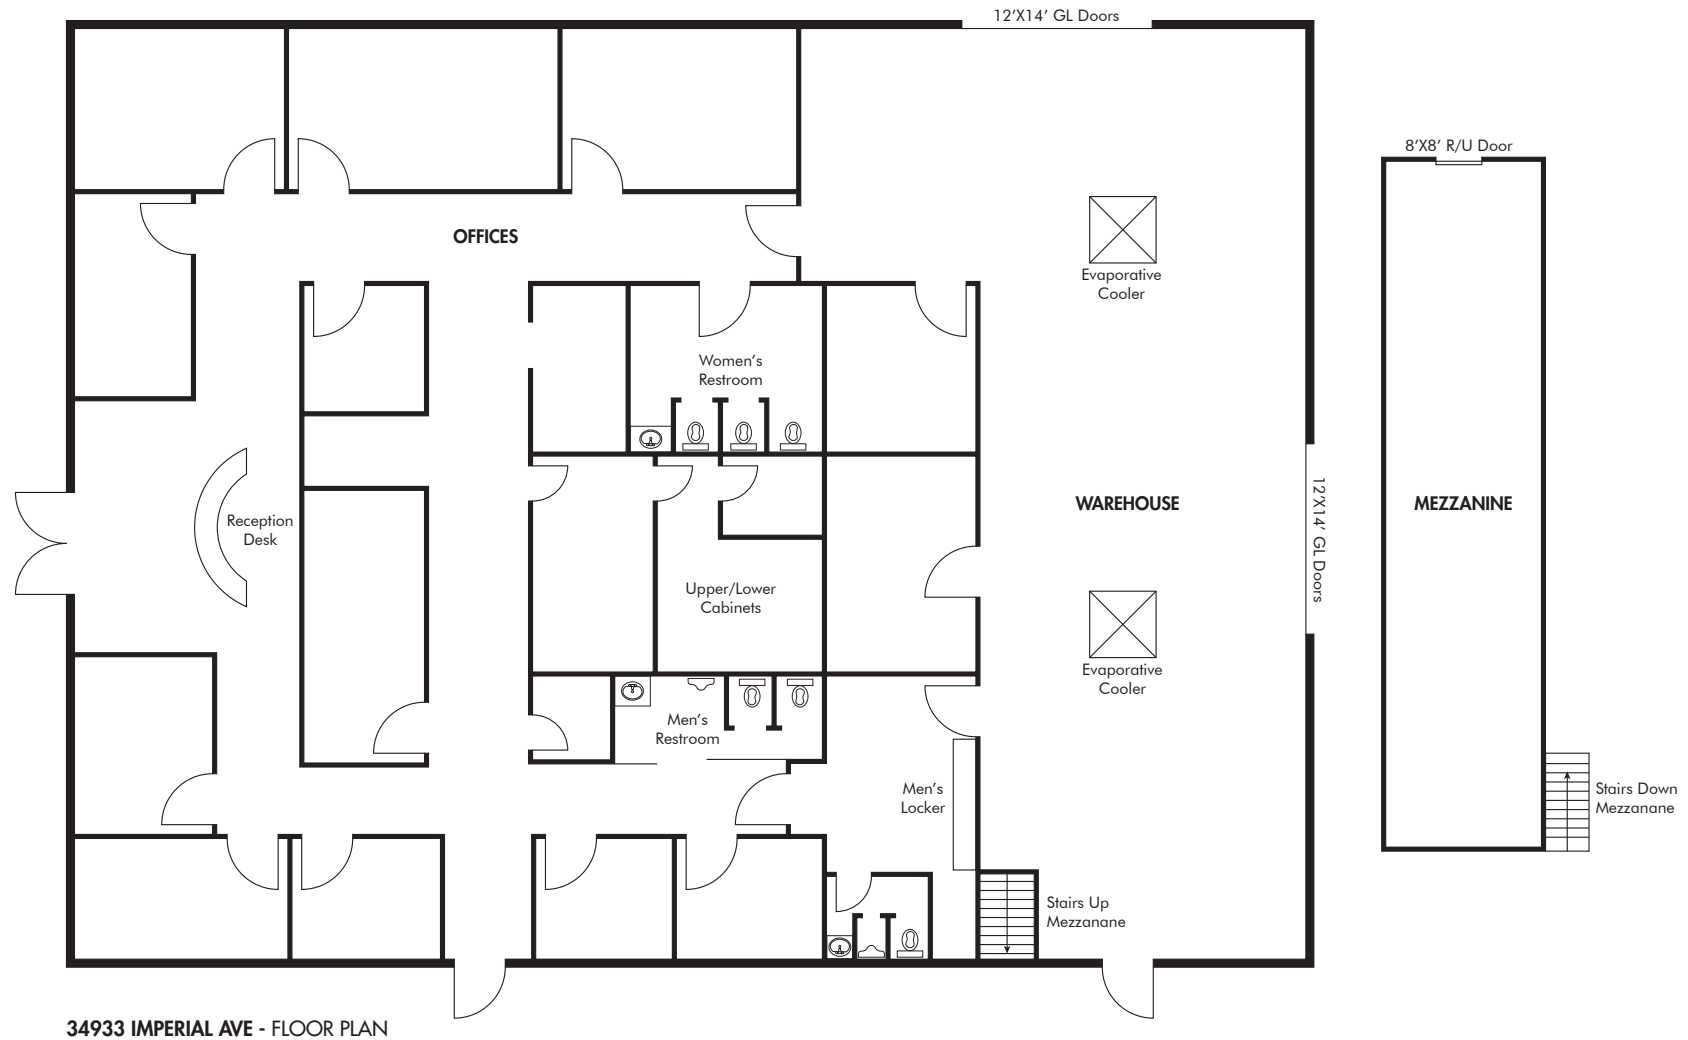 12'X14' GL Doors
8'X8' R/U Door
OFFICES
Evaporative
Cooler
Women's
Restroom
Reception
Desk
WAREHOUSE
12'X14' GL Doors
MEZZANINE
Upper/Lower
Cabinets
Evaporative
Cooler
Men's
Restroom
Men's
Locker
Stairs Down
Mezzanane
Stairs Up
Mezzanane
34933 IMPERIAL AVE - FLOOR PLAN